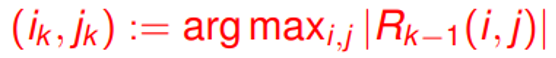 (i_k, j_k) := arg max_{i,j} |R_{k−1}(i, j)|